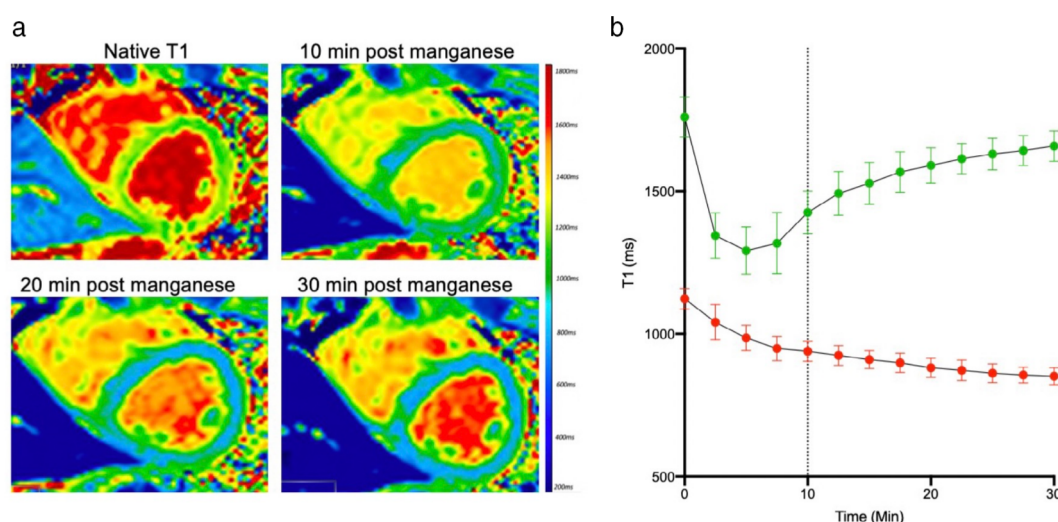 a
Native T1
10 min post manganese
20 min post manganese
30 min post manganese
1800ms
1600ms
1400ms
1200ms
1000ms
800ms
600ms
400ms
200ms
b
2000
1500
1000
500
T1 (ms)
0
10
20
30
Time (Min)